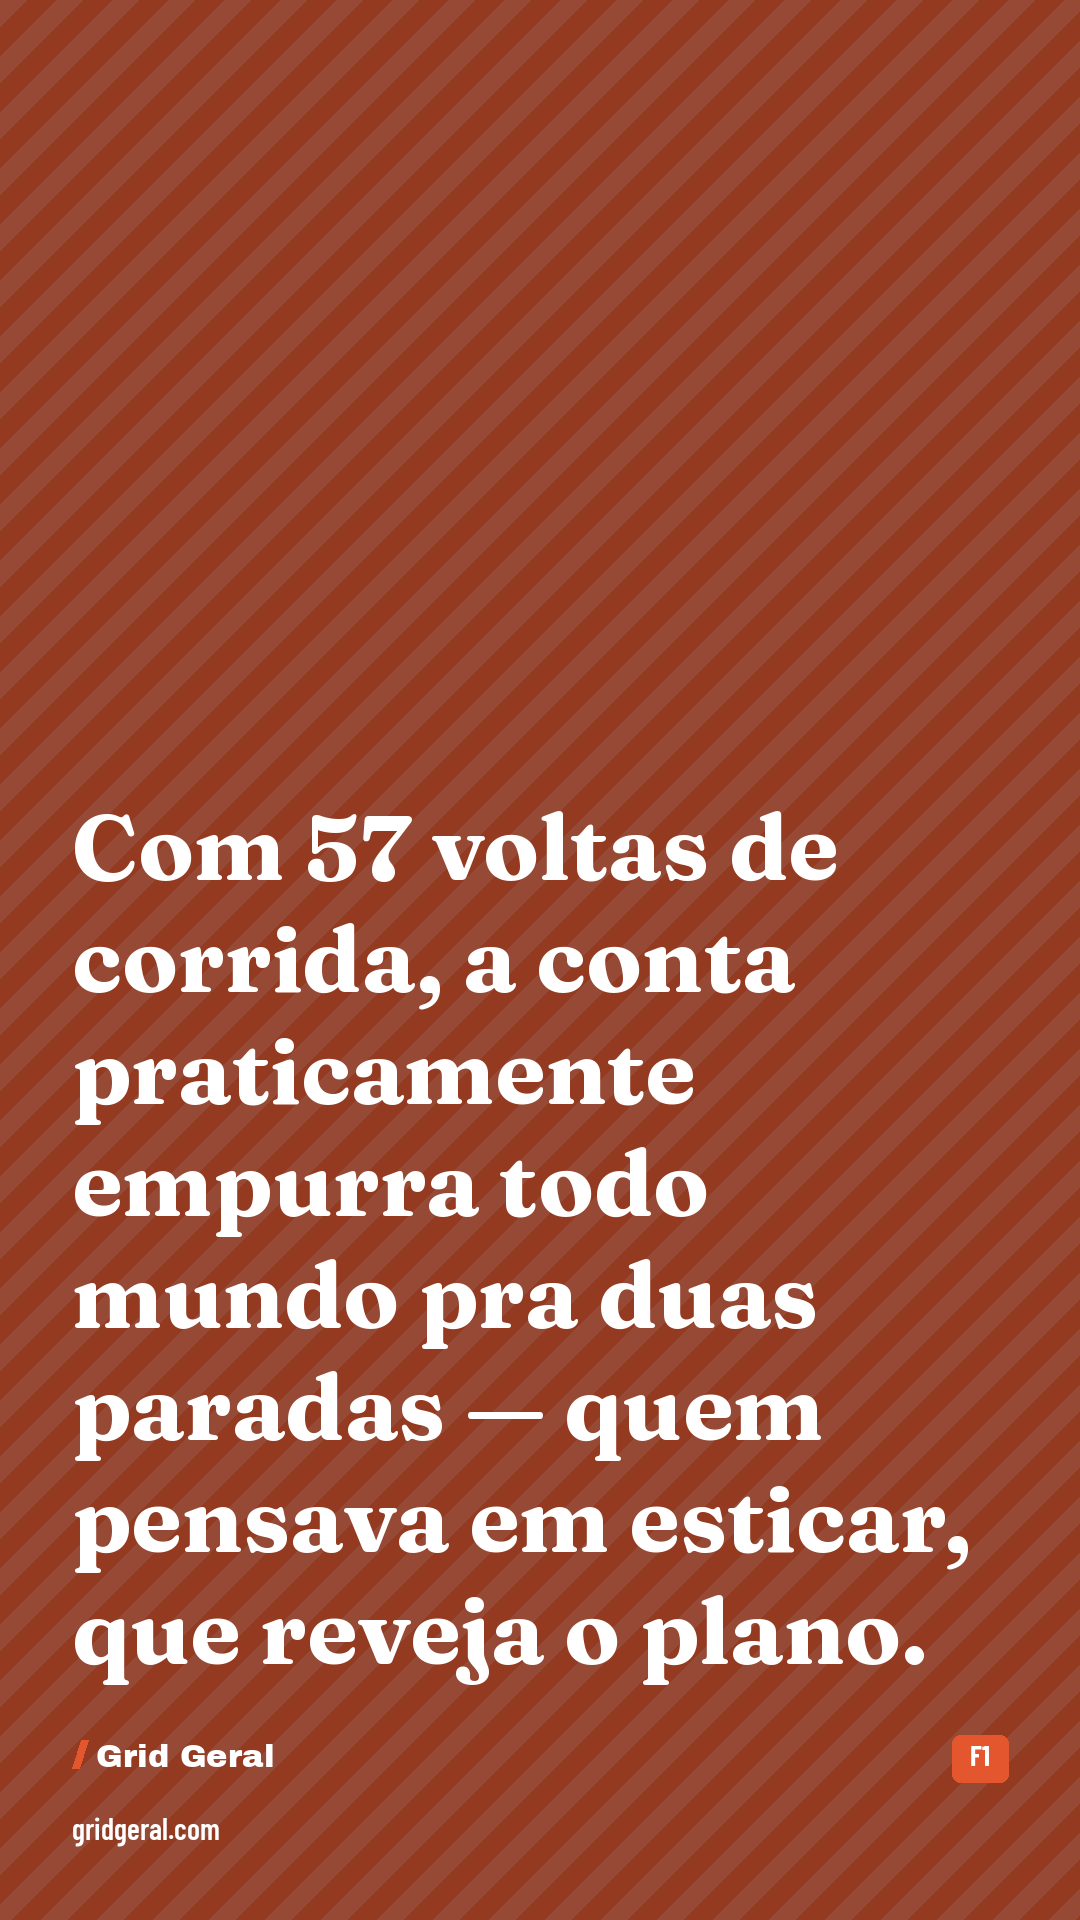 Com 57 voltas de
corrida, a conta
praticamente
empurra todo
mundo pra duas
paradas — quem
pensava em esticar,
que reveja o plano.
/ Grid Geral
F1
gridgeral.com